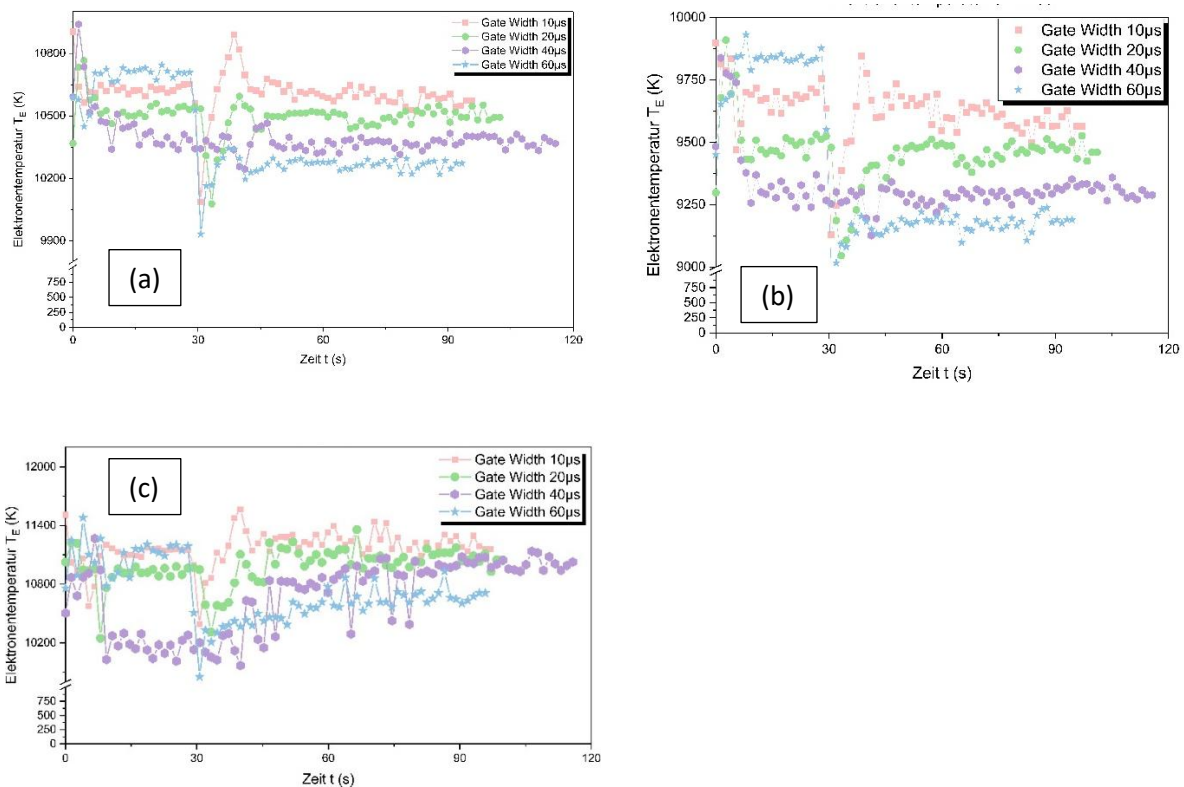 10800
10500
10200
9900
750
500
250
0
Elektronentemperatur T_E (K)
Gate Width 10µs
Gate Width 20µs
Gate Width 40µs
Gate Width 60µs
(a)
0 30 60 90 120
Zeit t (s)
10000
9750
9500
9250
9000
750
500
250
0
Elektronentemperatur T_E (K)
Gate Width 10µs
Gate Width 20µs
Gate Width 40µs
Gate Width 60µs
(b)
0 30 60 90 120
Zeit t (s)
12000
11400
10800
10200
750
500
250
0
Elektronentemperatur T_E (K)
Gate Width 10µs
Gate Width 20µs
Gate Width 40µs
Gate Width 60µs
(c)
0 30 60 90 120
Zeit t (s)